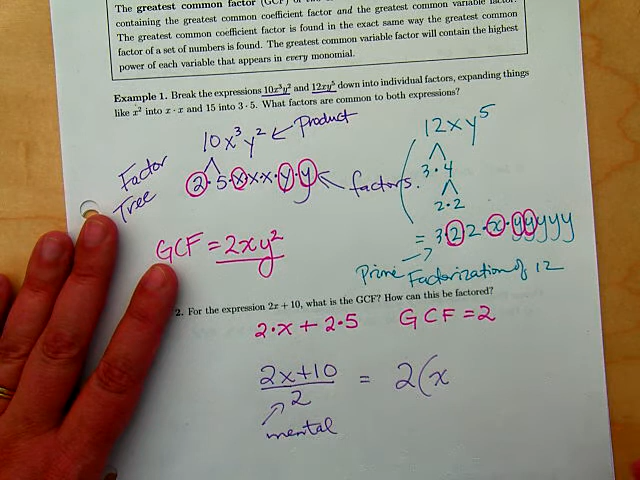 The greatest common factor (GCF) of two or
containing the greatest common coefficient factor and the greatest common variable factor.
The greatest common coefficient factor is found in the exact same way the greatest common
factor of a set of numbers is found. The greatest common variable factor will contain the highest
power of each variable that appears in every monomial.
Example 1. Break the expressions 10x³y² and 12xy⁵ down into individual factors, expanding things
like x² into x · x and 15 into 3 · 5. What factors are common to both expressions?
10x³y² ← Product
12xy⁵
Factor Tree
2·5·x·x·x·y·y ← factors.
3·4
2·2
= 3·2·2·x·yyyyy
GCF = 2xy²
Prime Factorization of 12
2. For the expression 2x + 10, what is the GCF? How can this be factored?
2·x + 2·5 GCF = 2
2x+10 = 2(x
2
mental